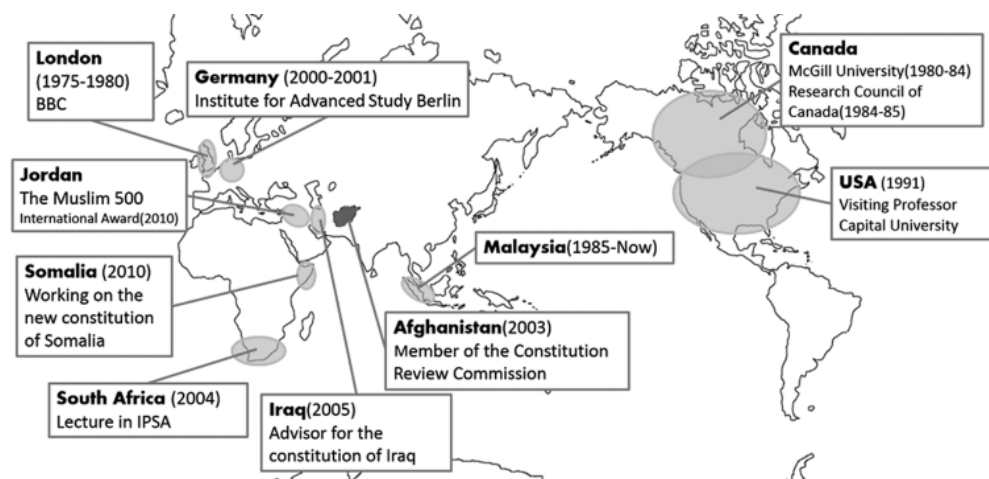 London
(1975-1980)
BBC
Germany (2000-2001)
Institute for Advanced Study Berlin
Canada
McGill University(1980-84)
Research Council of
Canada(1984-85)
Jordan
The Muslim 500
International Award(2010)
USA (1991)
Visiting Professor
Capital University
Malaysia(1985-Now)
Somalia (2010)
Working on the
new constitution
of Somalia
Afghanistan(2003)
Member of the Constitution
Review Commission
South Africa (2004)
Lecture in IPSA
Iraq(2005)
Advisor for the
constitution of Iraq